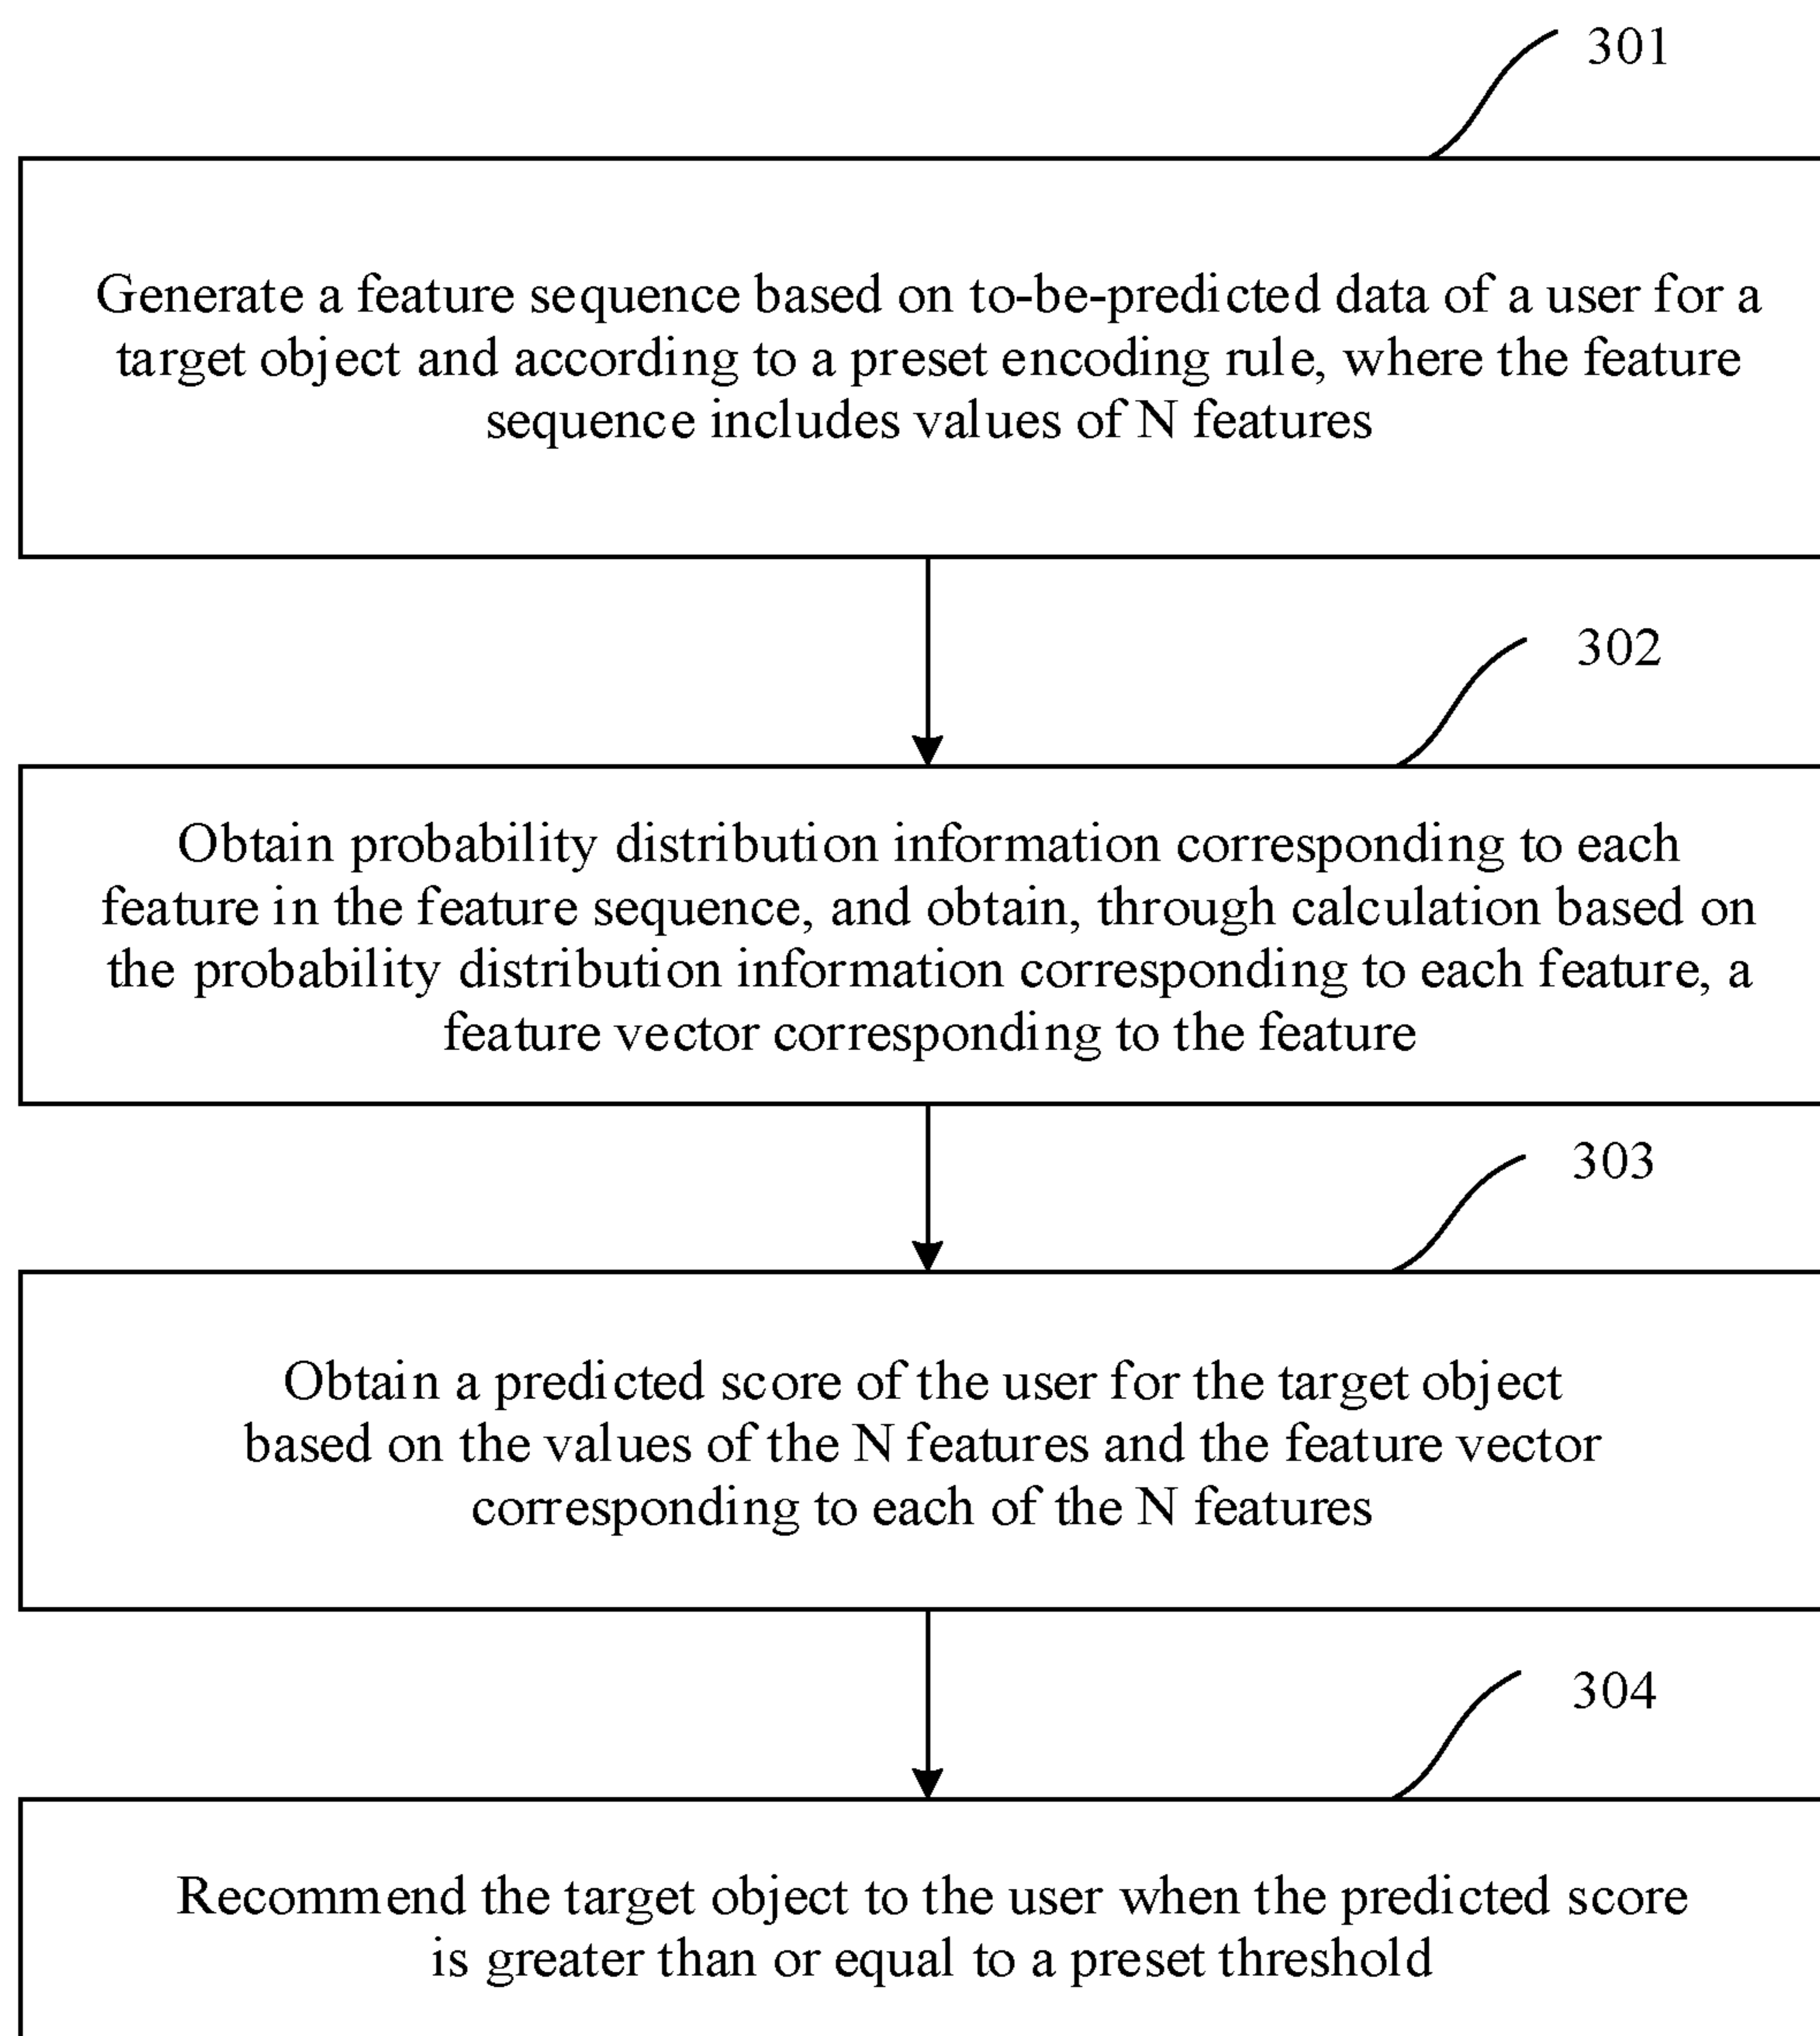 301
Generate a feature sequence based on to-be-predicted data of a user for a
target object and according to a preset encoding rule, where the feature
sequence includes values of N features
302
Obtain probability distribution information corresponding to each
feature in the feature sequence, and obtain, through calculation based on
the probability distribution information corresponding to each feature, a
feature vector corresponding to the feature
303
Obtain a predicted score of the user for the target object
based on the values of the N features and the feature vector
corresponding to each of the N features
304
Recommend the target object to the user when the predicted score
is greater than or equal to a preset threshold